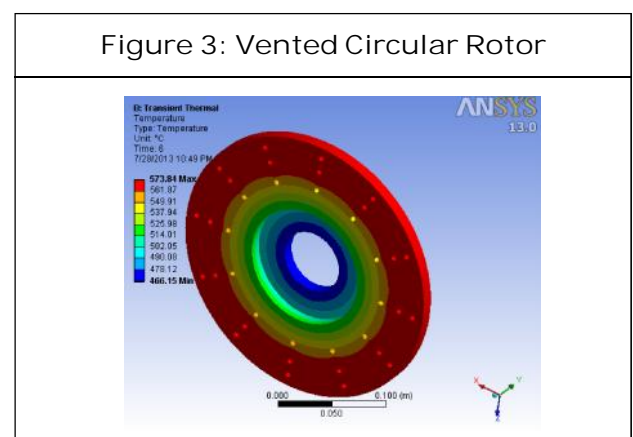 Figure 3: Vented Circular Rotor
D: Transient Thermal
Temperature
Type: Temperature
Unit: °C
Time: 6
7/28/2013 10:49 PM
573.84 Max
561.87
549.91
537.94
525.98
514.01
502.05
490.08
478.12
466.15 Min
ANSYS
13.0
0.000
0.100 (m)
0.050
X
Y
Z